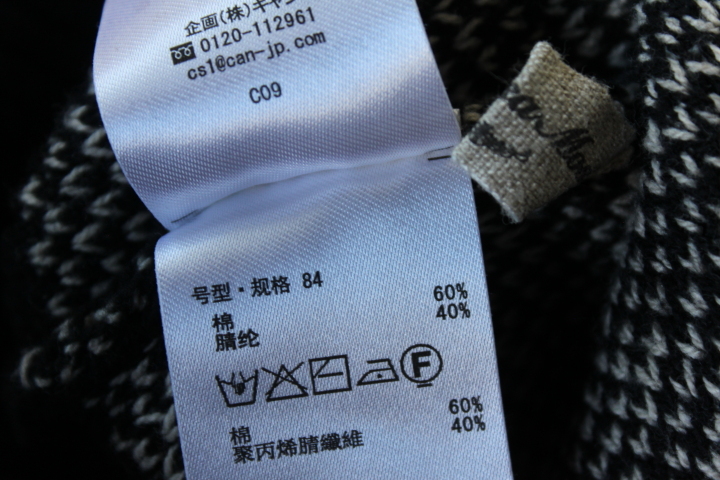 企画(株)キャン
0120-112961
cs1@can-jp.com
C09
号型・规格 84
棉 60%
腈纶 40%
F
棉 60%
聚丙烯腈纖維 40%